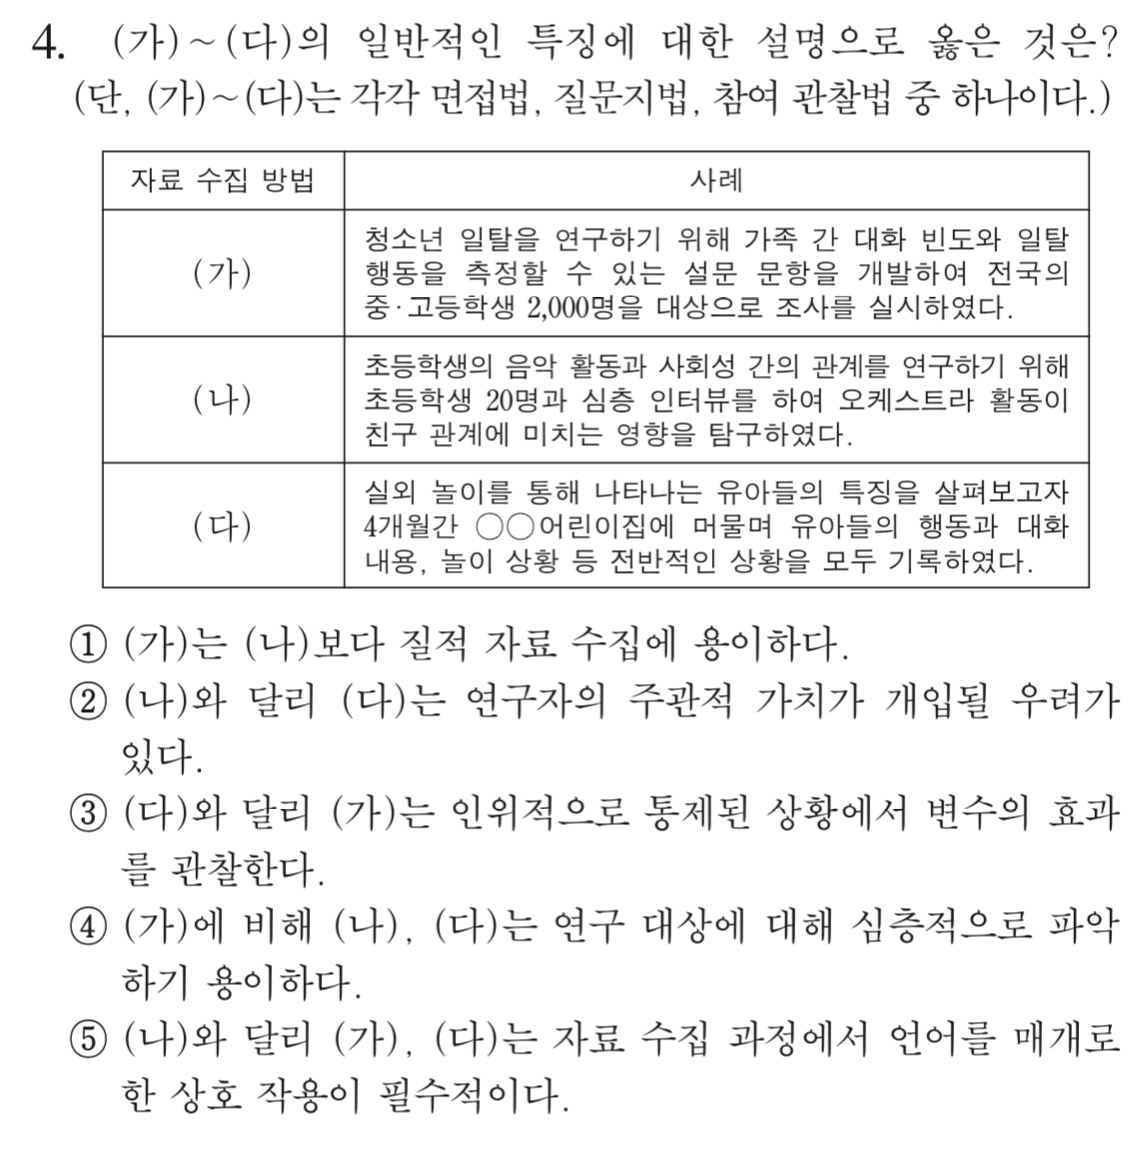 4. (가)~(다)의 일반적인 특징에 대한 설명으로 옳은 것은?
(단, (가)~(다)는 각각 면접법, 질문지법, 참여 관찰법 중 하나이다.)
자료 수집 방법 사례
(가)
청소년 일탈을 연구하기 위해 가족 간 대화 빈도와 일탈
행동을 측정할 수 있는 설문 문항을 개발하여 전국의
중·고등학생 2,000명을 대상으로 조사를 실시하였다.
(나)
초등학생의 음악 활동과 사회성 간의 관계를 연구하기 위해
초등학생 20명과 심층 인터뷰를 하여 오케스트라 활동이
친구 관계에 미치는 영향을 탐구하였다.
(다)
실외 놀이를 통해 나타나는 유아들의 특징을 살펴보고자
4개월간 ○○어린이집에 머물며 유아들의 행동과 대화
내용, 놀이 상황 등 전반적인 상황을 모두 기록하였다.
① (가)는 (나)보다 질적 자료 수집에 용이하다.
② (나)와 달리 (다)는 연구자의 주관적 가치가 개입될 우려가
있다.
③ (다)와 달리 (가)는 인위적으로 통제된 상황에서 변수의 효과
를 관찰한다.
④ (가)에 비해 (나), (다)는 연구 대상에 대해 심층적으로 파악
하기 용이하다.
⑤ (나)와 달리 (가), (다)는 자료 수집 과정에서 언어를 매개로
한 상호 작용이 필수적이다.